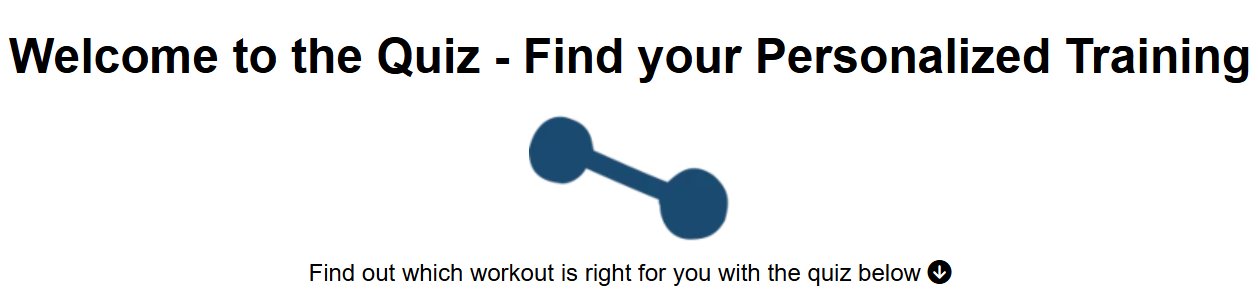 Welcome to the Quiz - Find your Personalized Training
Find out which workout is right for you with the quiz below